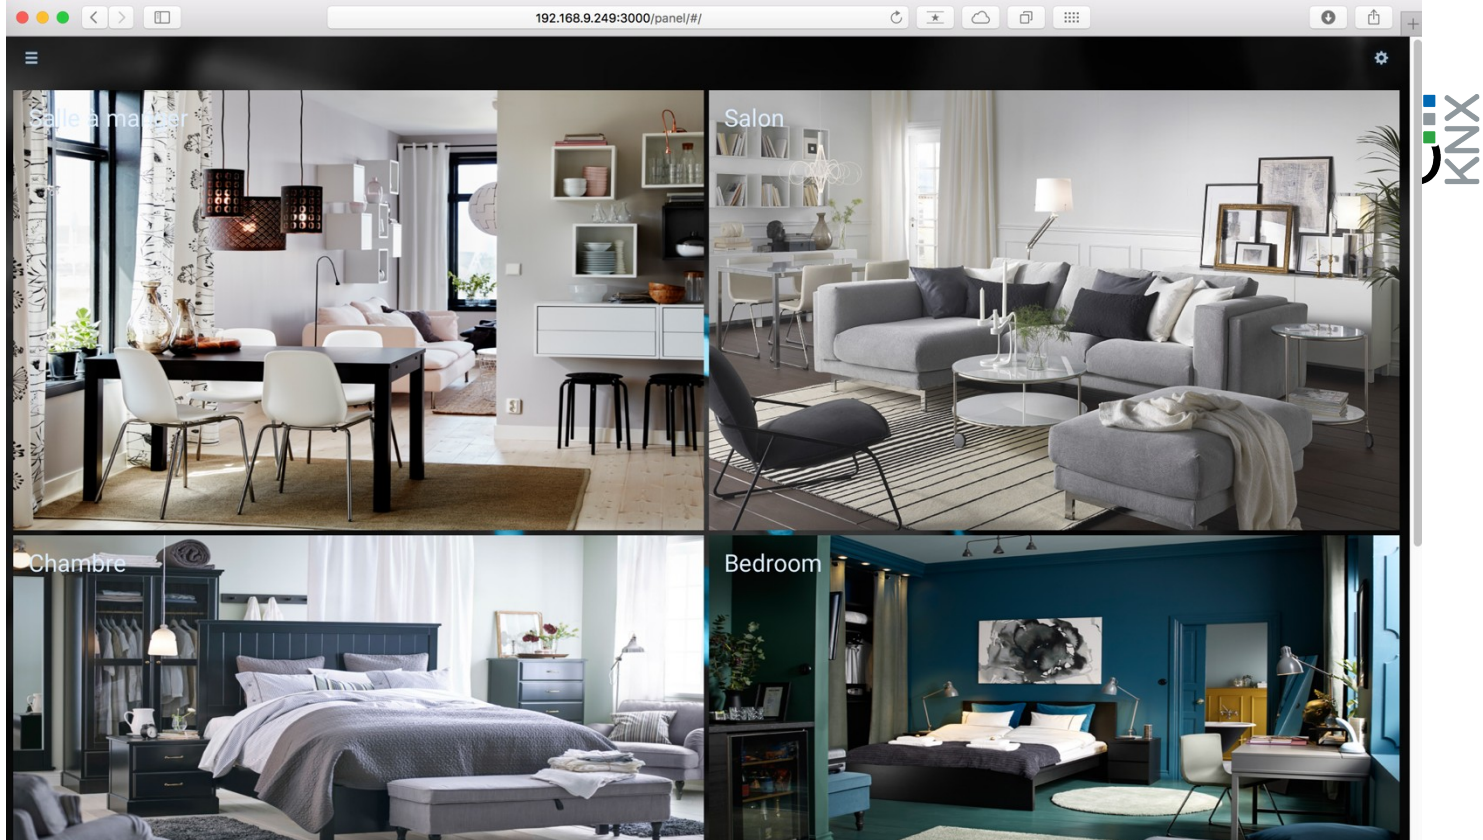 192.168.9.249:3000/panel/#/
Salle à manger
Salon
KNX
Chambre
Bedroom